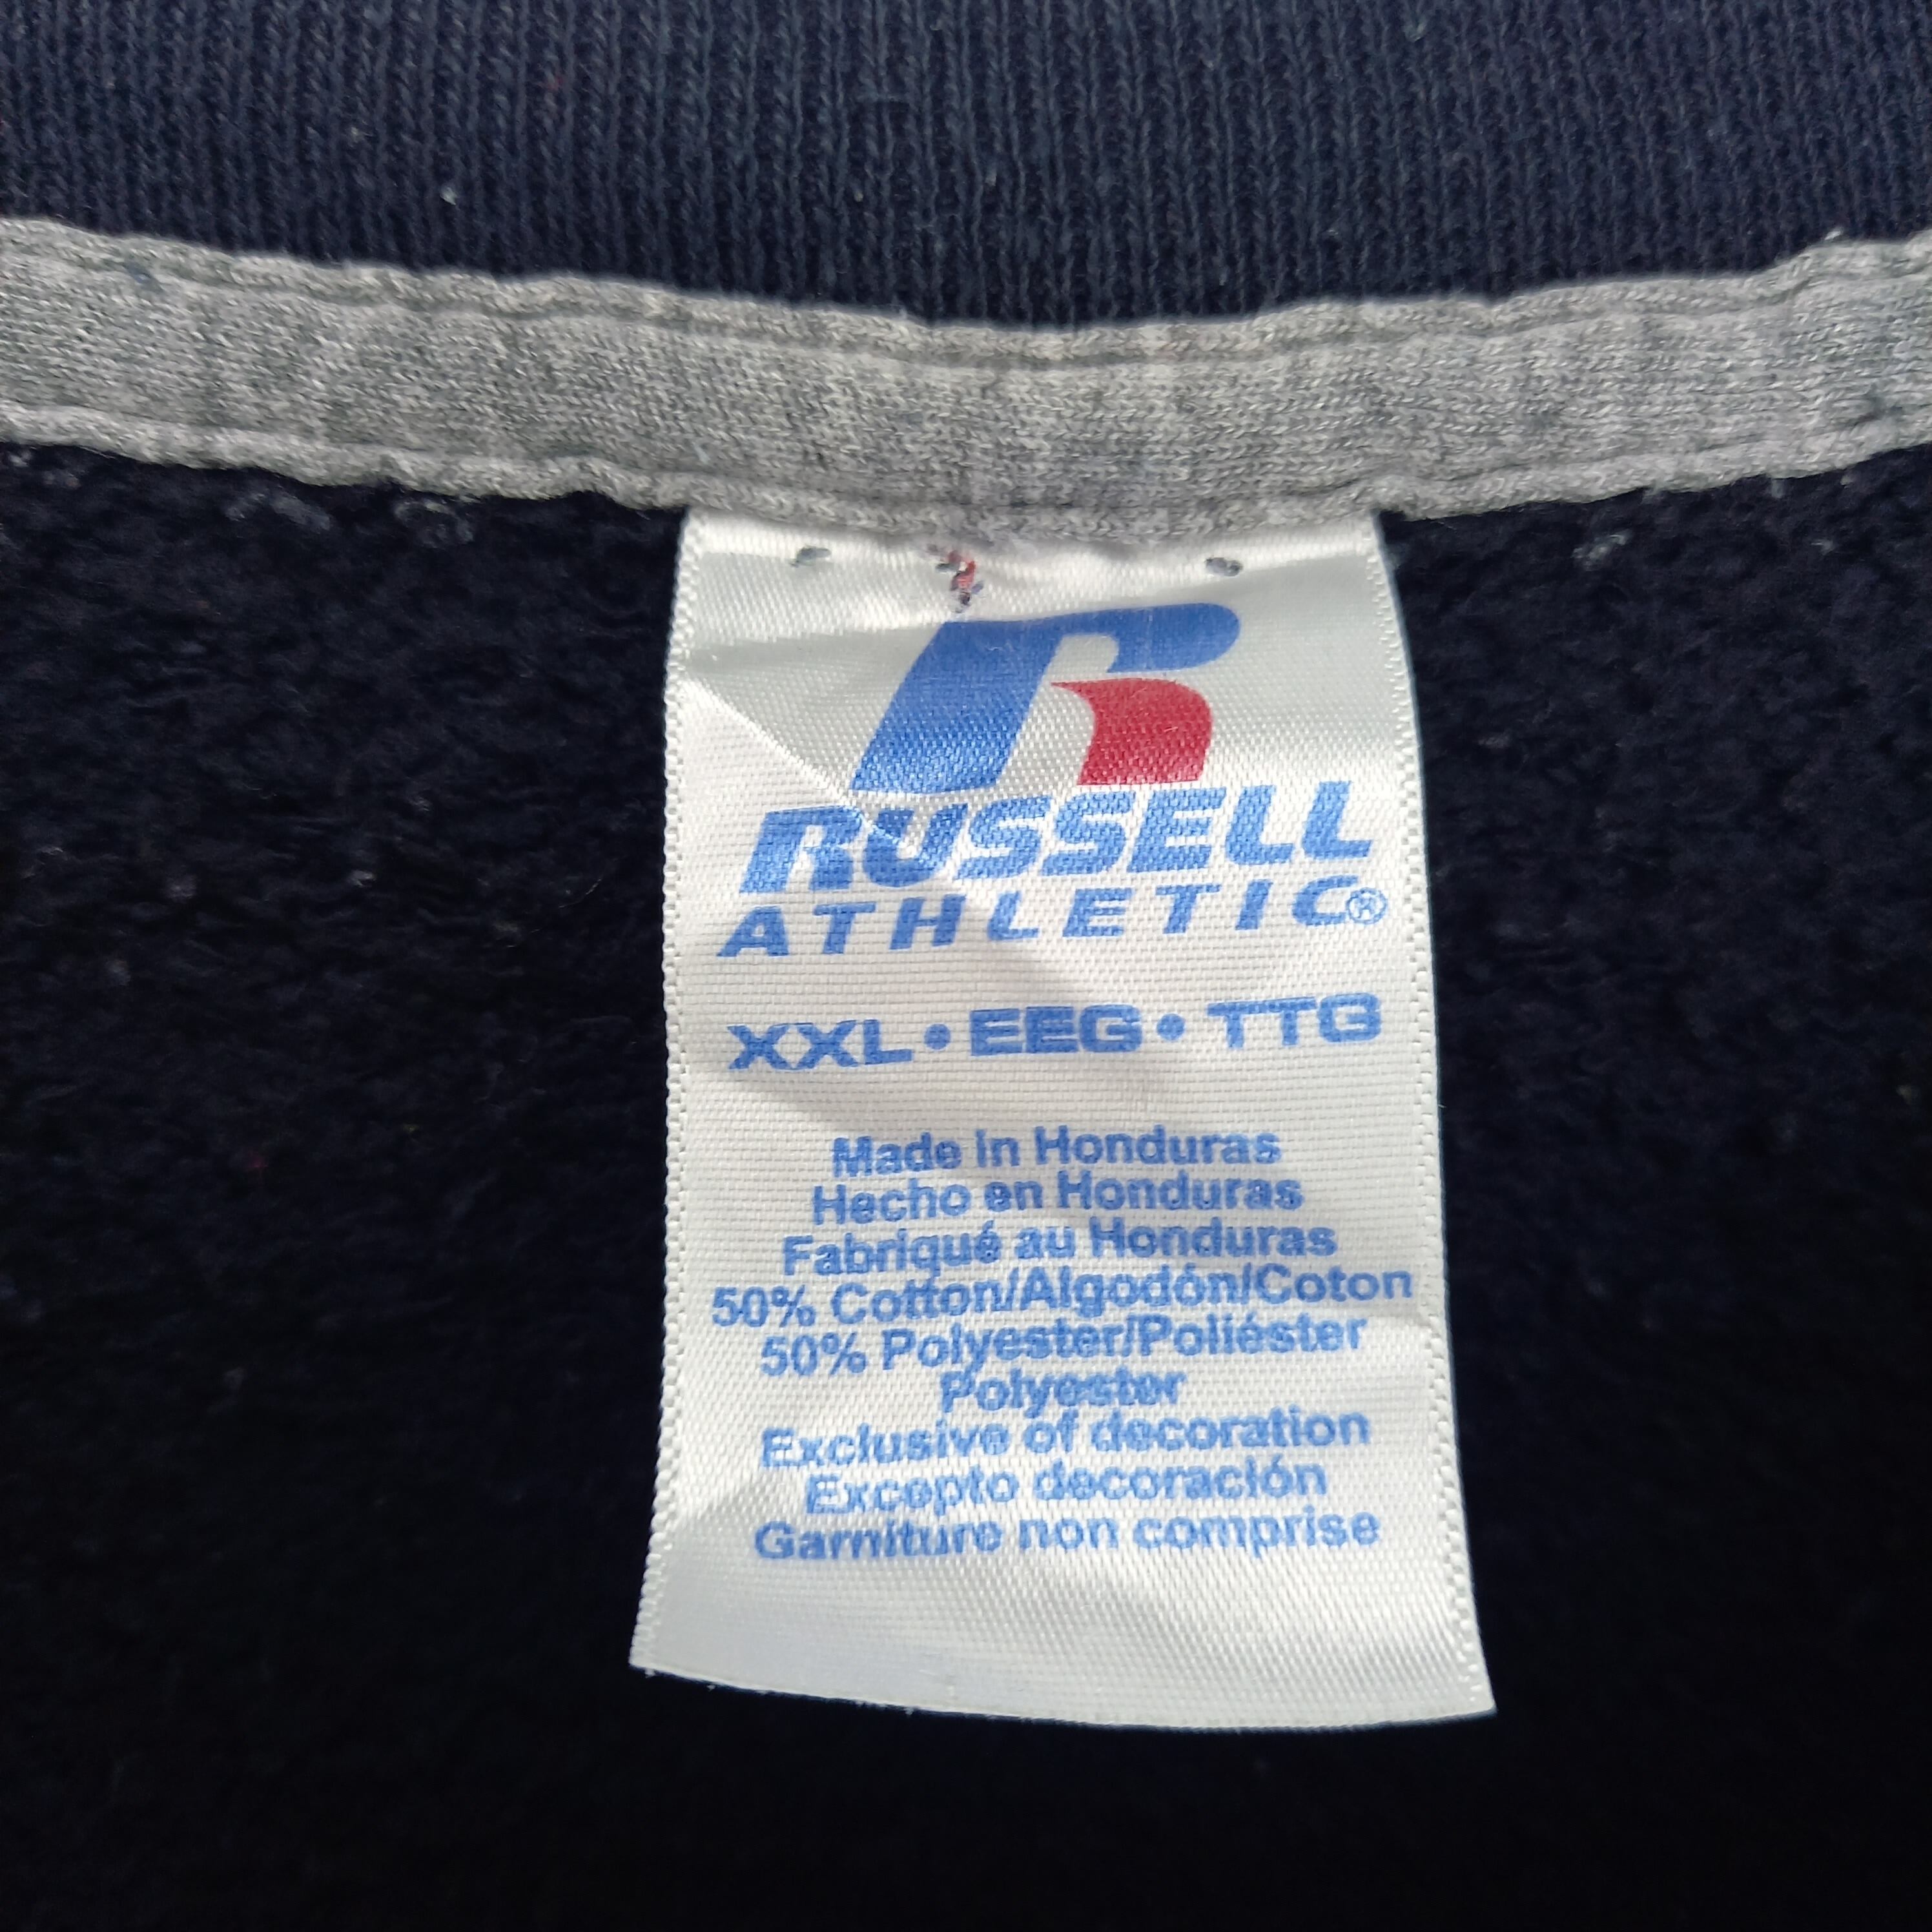 R
RUSSELL
ATHLETIC®
XXL • EEG • TTG
Made in Honduras
Hecho en Honduras
Fabriqué au Honduras
50% Cotton/Algodón/Coton
50% Polyester/Poliéster
Polyester
Exclusive of decoration
Excepto decoración
Garniture non comprise